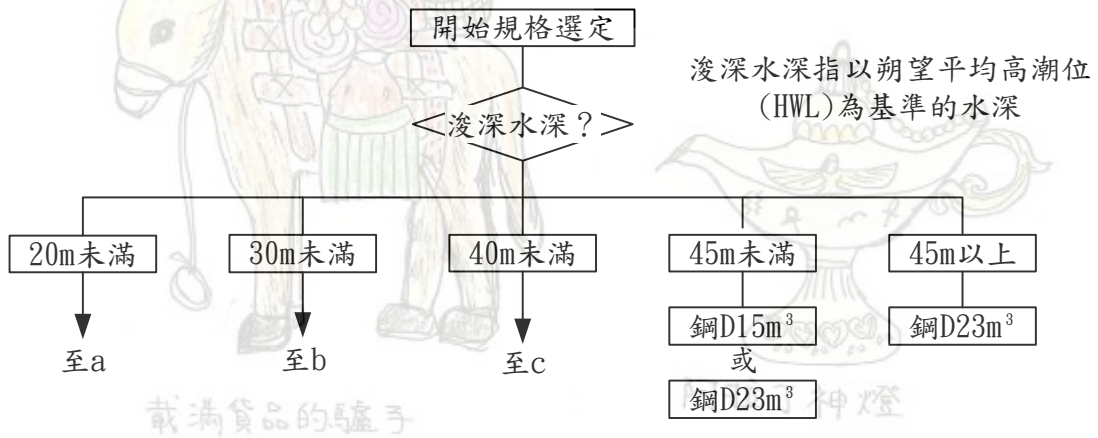 開始規格選定
浚深水深指以朔望平均高潮位
(HWL)為基準的水深
浚深水深？
20m未滿
30m未滿
40m未滿
45m未滿
45m以上
至a
至b
至c
鋼D15m³
或
鋼D23m³
鋼D23m³
載滿貨品的驢子
神燈